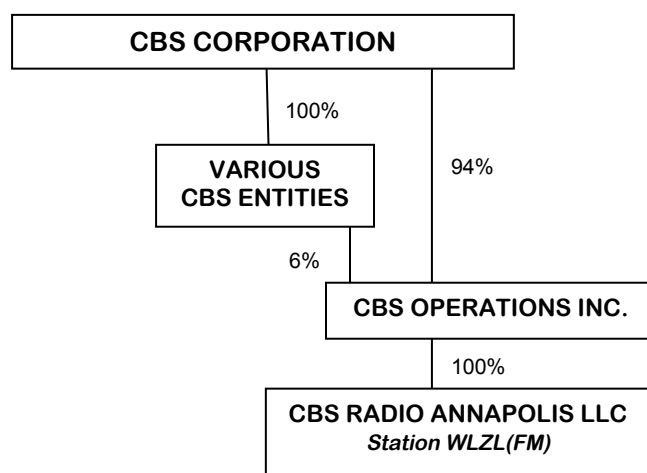 CBS CORPORATION
100%
VARIOUS
CBS ENTITIES
94%
6%
CBS OPERATIONS INC.
100%
CBS RADIO ANNAPOLIS LLC
Station WLZL(FM)